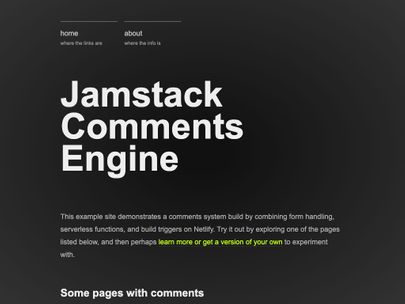 home about
where the links are where the info is
Jamstack
Comments
Engine
This example site demonstrates a comments system build by combining form handling,
serverless functions, and build triggers on Netlify. Try it out by exploring one of the pages
listed below, and then perhaps learn more or get a version of your own to experiment
with.
Some pages with comments